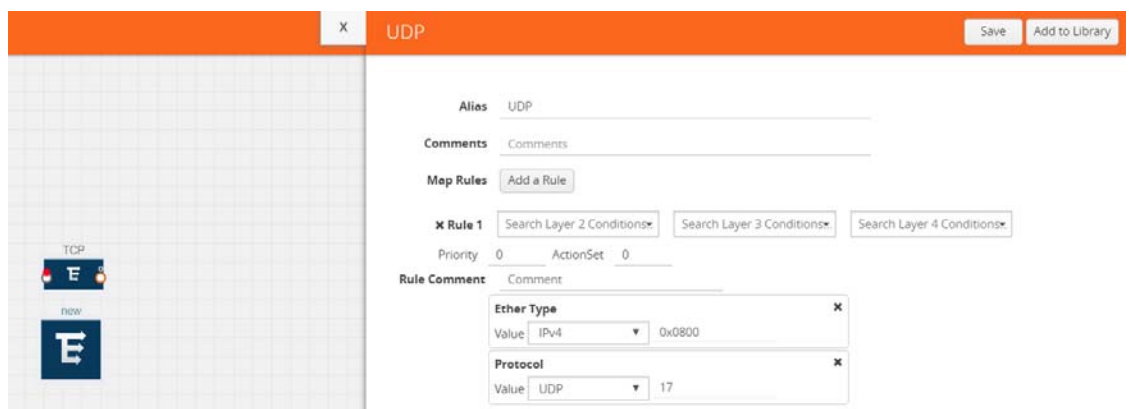 X
UDP
Save
Add to Library
Alias UDP
Comments Comments
Map Rules Add a Rule
✖ Rule 1 Search Layer 2 Conditions... Search Layer 3 Conditions... Search Layer 4 Conditions...
Priority 0 ActionSet 0
Rule Comment Comment
Ether Type ✖
Value IPv4 ▼ 0x0800
Protocol ✖
Value UDP ▼ 17
TCP
new